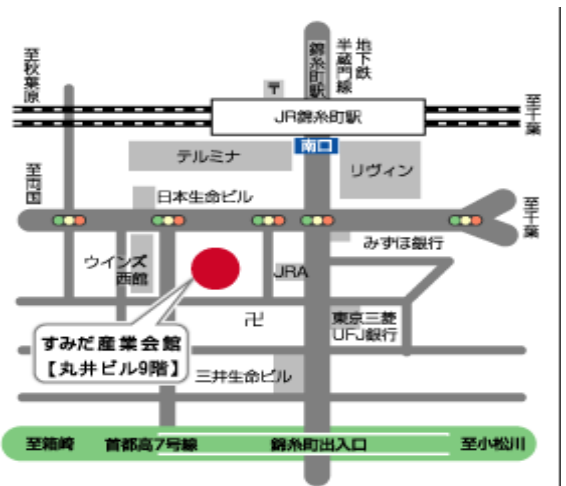 至秋葉原
錦糸町駅
地下鉄
半蔵門線
〒
JR錦糸町駅
至千葉
南口
テルミナ
リヴィン
至両国
日本生命ビル
至千葉
みずほ銀行
ウインズ
西館
JRA
卍
東京三菱
UFJ銀行
すみだ産業会館
【丸井ビル9階】
三井生命ビル
至箱崎
首都高7号線
錦糸町出入口
至小松川